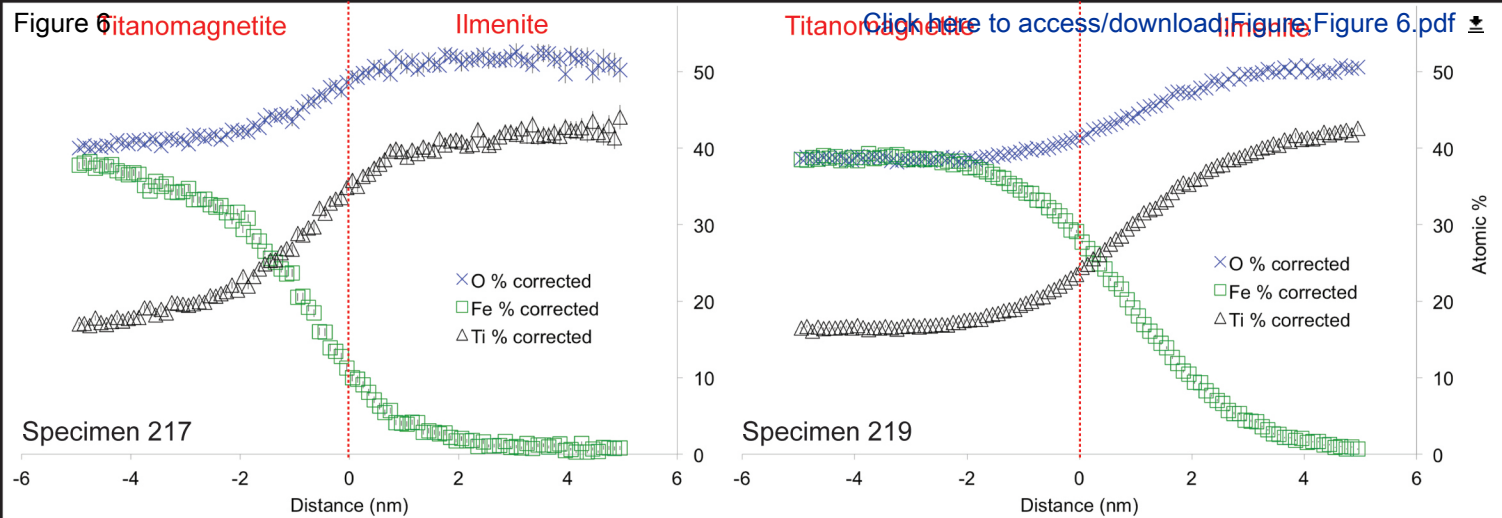 Figure 6
Click here to access/download;Figure;Figure 6.pdf
Titanomagnetite
Ilmenite
O % corrected
Fe % corrected
Ti % corrected
Specimen 217
50
40
30
20
10
0
-6
-4
-2
0
2
4
6
Distance (nm)
Titanomagnetite
Ilmenite
O % corrected
Fe % corrected
Ti % corrected
Specimen 219
50
40
30
20
10
0
Atomic %
-6
-4
-2
0
2
4
6
Distance (nm)